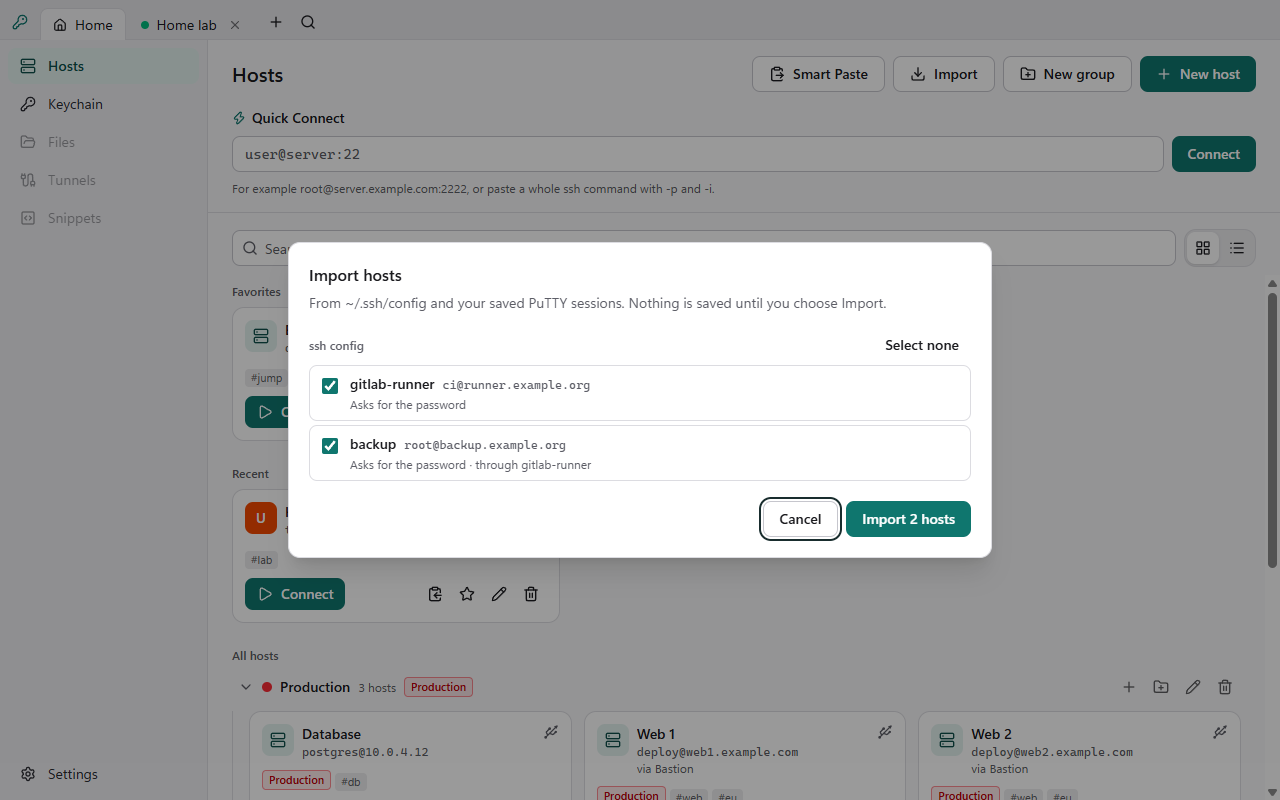 Home
Home lab
Hosts
Keychain
Files
Tunnels
Snippets
Settings
Hosts
Smart Paste
Import
New group
New host
Quick Connect
user@server:22
Connect
For example root@server.example.com:2222, or paste a whole ssh command with -p and -i.
Favorites
#jump
Import hosts
From ~/.ssh/config and your saved PuTTY sessions. Nothing is saved until you choose Import.
ssh config
Select none
gitlab-runner ci@runner.example.org
Asks for the password
backup root@backup.example.org
Asks for the password · through gitlab-runner
Cancel
Import 2 hosts
Recent
U
#lab
Connect
All hosts
Production 3 hosts Production
Database
postgres@10.0.4.12
Production #db
Web 1
deploy@web1.example.com
via Bastion
Production #web #eu
Web 2
deploy@web2.example.com
via Bastion
Production #web #eu